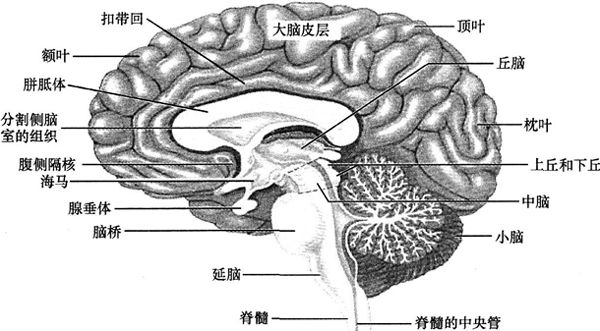 扣带回
大脑皮层
顶叶
额叶
丘脑
胼胝体
分割侧脑
室的组织
枕叶
腹侧隔核
上丘和下丘
海马
中脑
腺垂体
脑桥
小脑
延脑
脊髓
脊髓的中央管